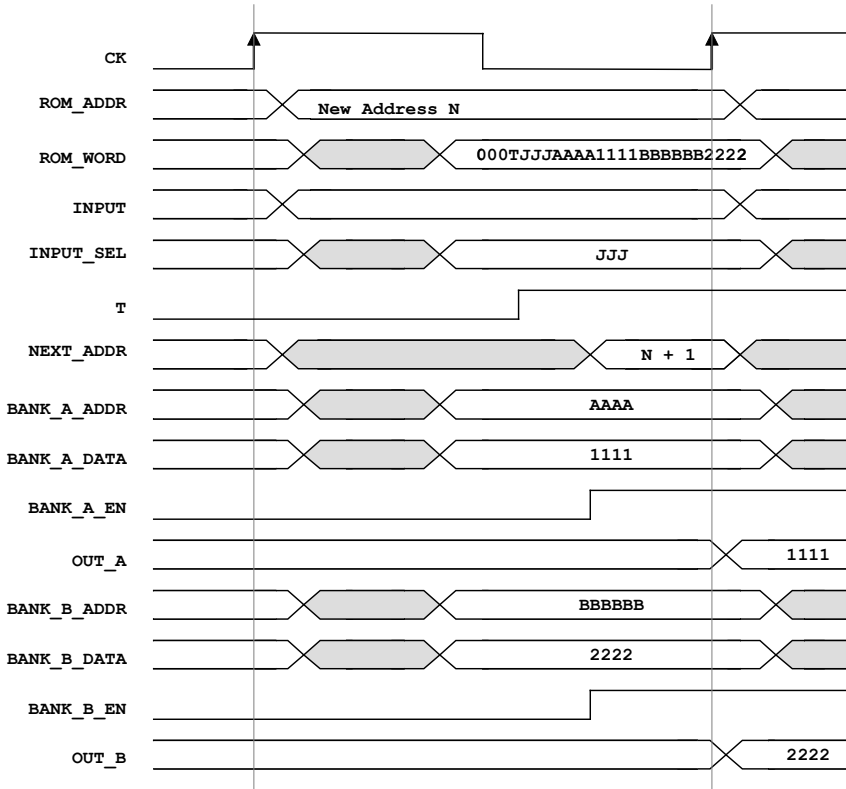 CK
ROM_ADDR New Address N
ROM_WORD 000TJJJAAAA1111BBBBBB2222
INPUT
INPUT_SEL JJJ
T
NEXT_ADDR N + 1
BANK_A_ADDR AAAA
BANK_A_DATA 1111
BANK_A_EN
OUT_A 1111
BANK_B_ADDR BBBBBB
BANK_B_DATA 2222
BANK_B_EN
OUT_B 2222